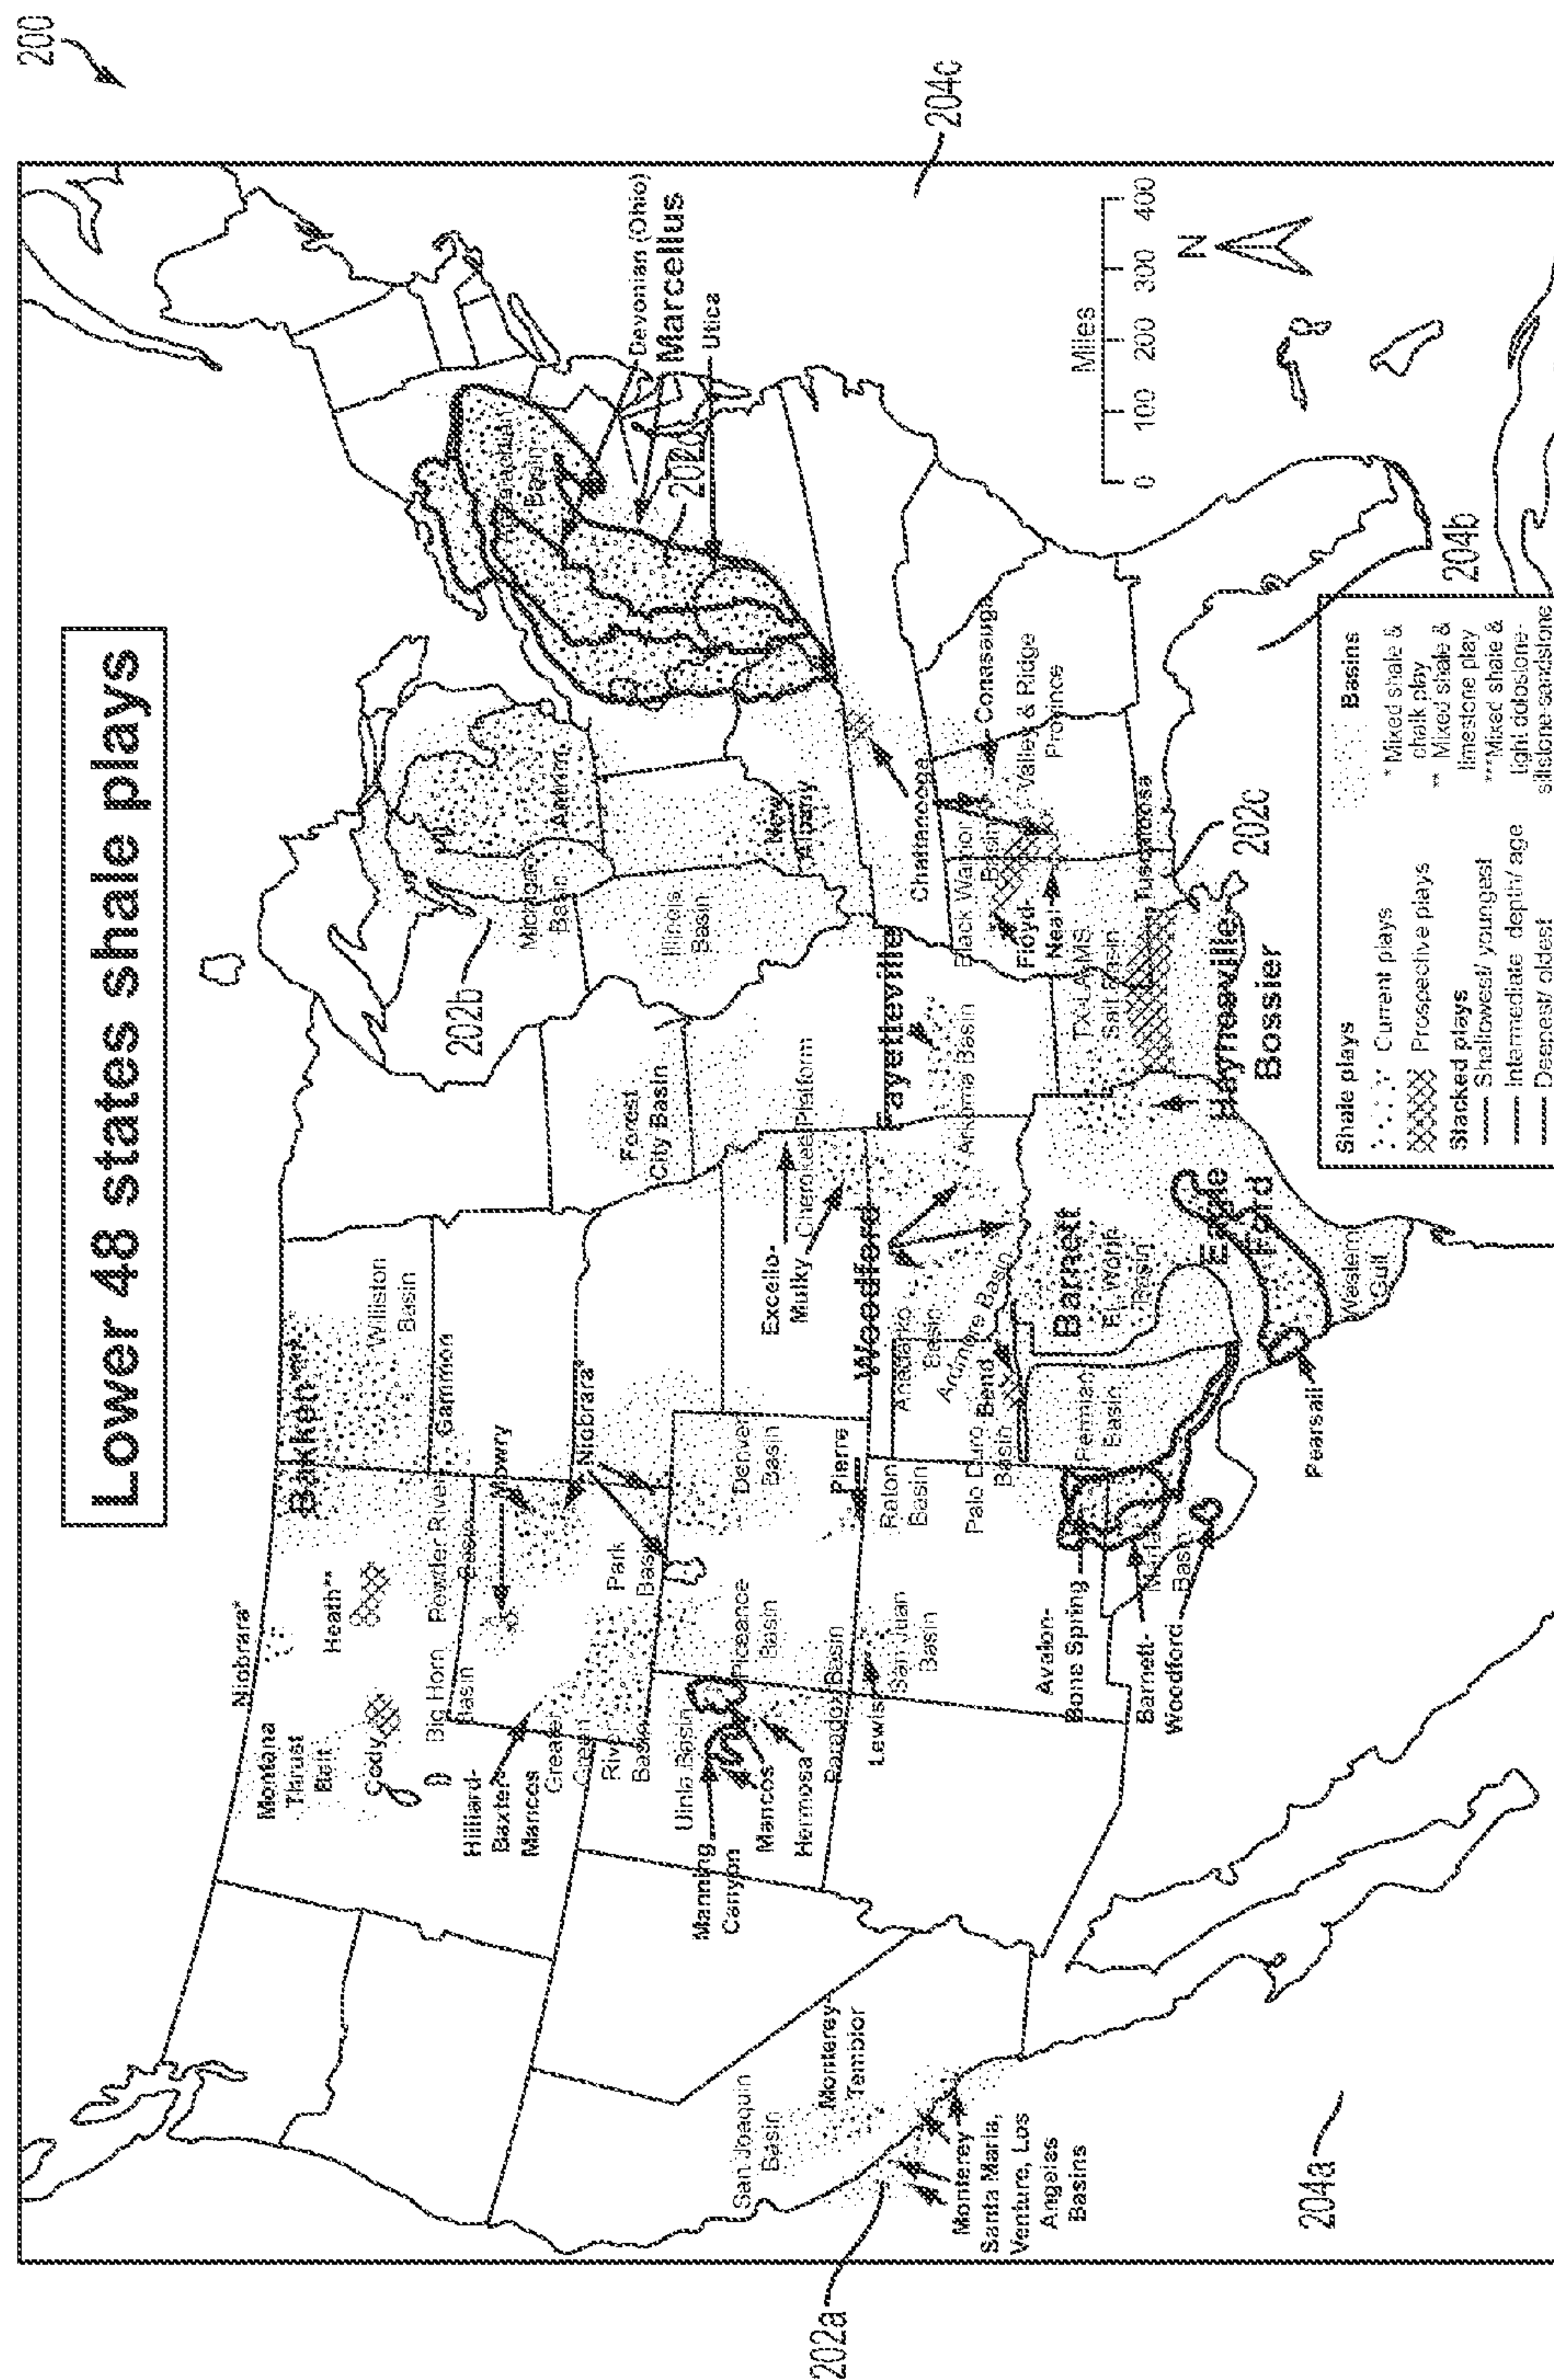 200
Lower 48 states shale plays
Niobrara*
Montana
Thrust
Belt
Heath**
Cody
Bakken***
Williston
Basin
Gammon
Powder River
Basin
Big Horn
Basin
Mowry
Niobrara*
Hilliard-
Baxter-
Mancos
Greater
Green
River
Basin
Park
Basin
Uinta Basin
Manning
Canyon
Mancos
Hermosa
Piceance
Basin
Denver
Basin
Pierre
Paradox Basin
Lewis
San Juan
Basin
Raton
Basin
Palo Duro
Basin
San Joaquin
Basin
Monterey-
Temblor
Monterey
Santa Maria,
Venture, Los
Angeles
Basins
202a
204a
Avalon-
Bone Spring
Barnett-
Woodford
Marfa
Basin
Permian
Basin
Bend
Ardmore Basin
Anadarko
Basin
Woodford
Excello-
Mulky
Cherokee Platform
Forest
City Basin
Barnett
Ft. Worth
Basin
Eagle
Ford
Pearsall
Western
Gulf
Arkoma Basin
Arkoma Basin
Fayetteville
TX-LA-MS
Salt Basin
Haynesville-
Bossier
Tuscaloosa
202c
Floyd-
Neal
Black Warrior
Basin
Chattanooga
Conasauga
Valley & Ridge
Province
202b
Michigan
Basin
Antrim
Illinois
Basin
New
Albany
Appalachian
Basin
Devonian (Ohio)
Marcellus
Utica
202d
204c
204b
Miles
0 100 200 300 400
N
Shale plays
Current plays
Prospective plays
Stacked plays
Shallowest/ youngest
Intermediate depth/ age
Deepest/ oldest
Basins
* Mixed shale &
chalk play
** Mixed shale &
limestone play
***Mixed shale &
tight dolostone-
siltstone-sandstone